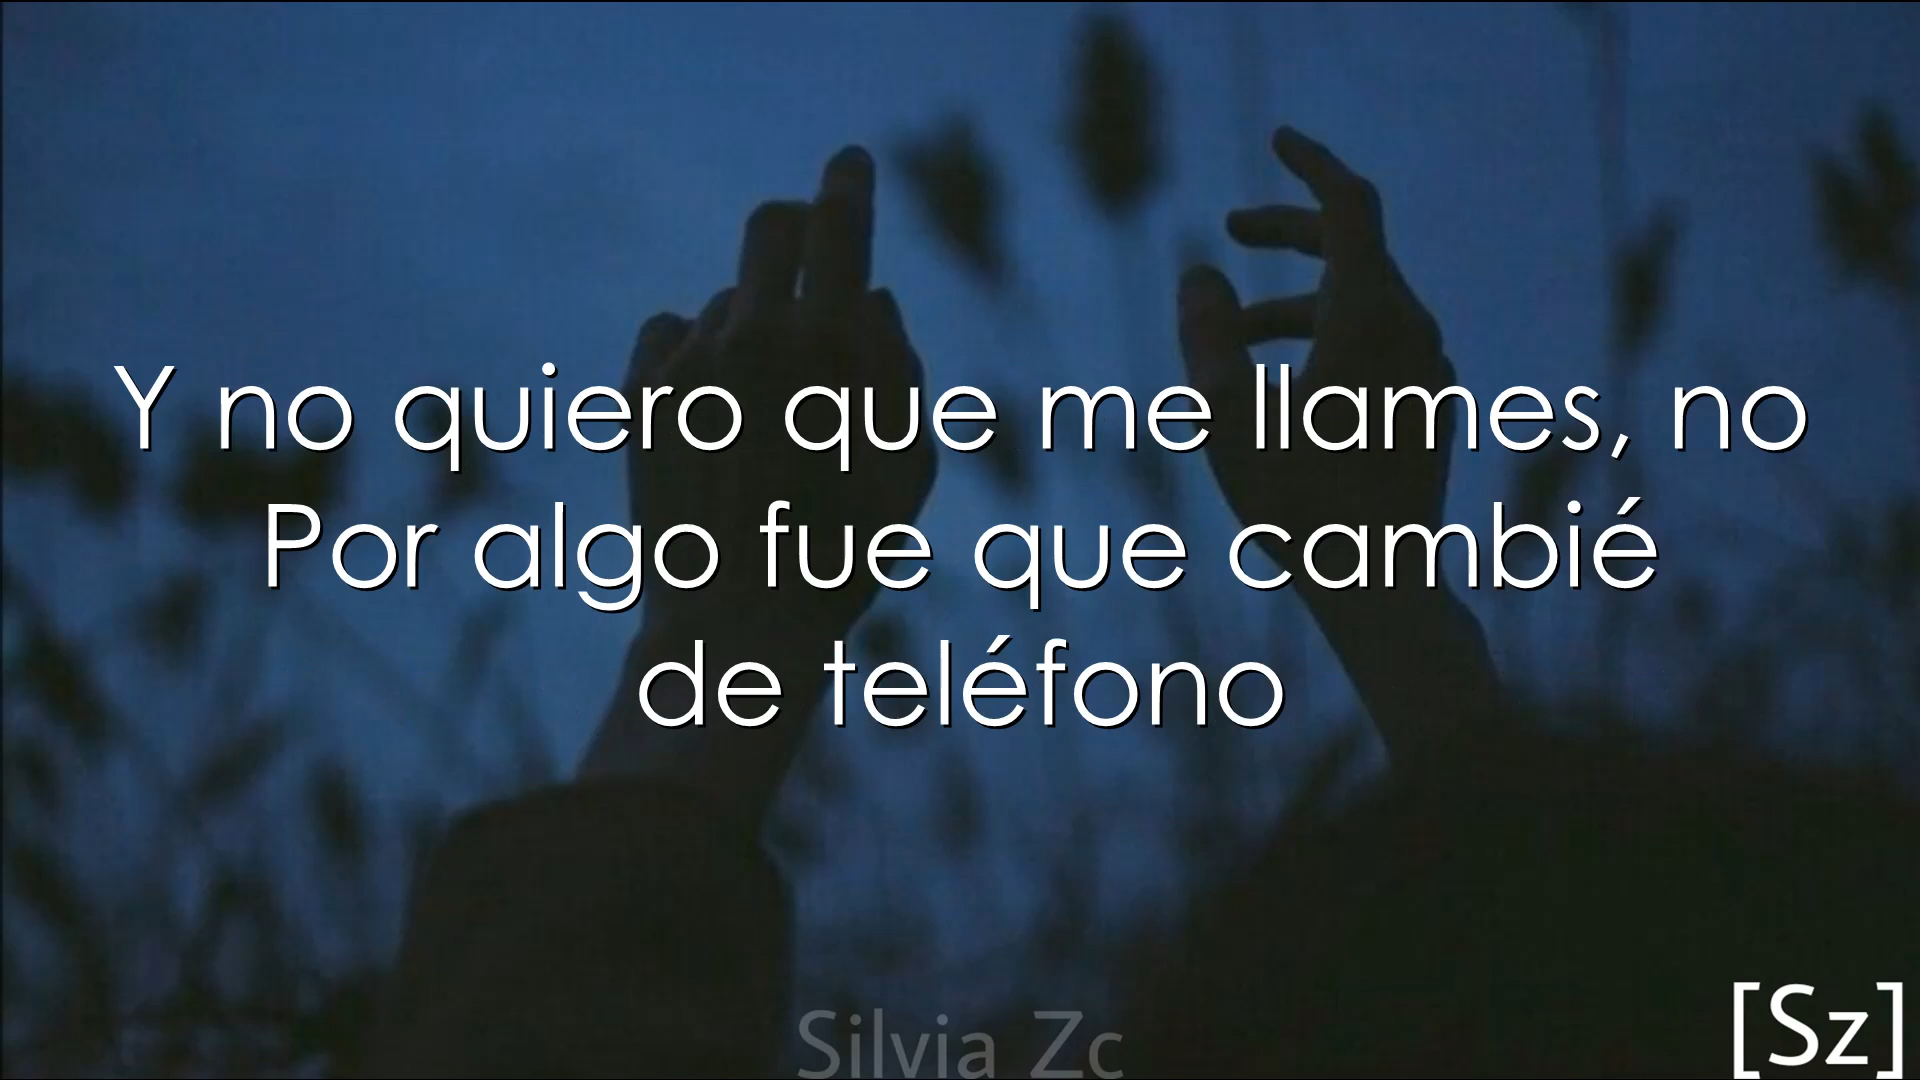 Y no quiero que me llames, no
Por algo fue que cambié
de teléfono
Silvia Zc
[Sz]